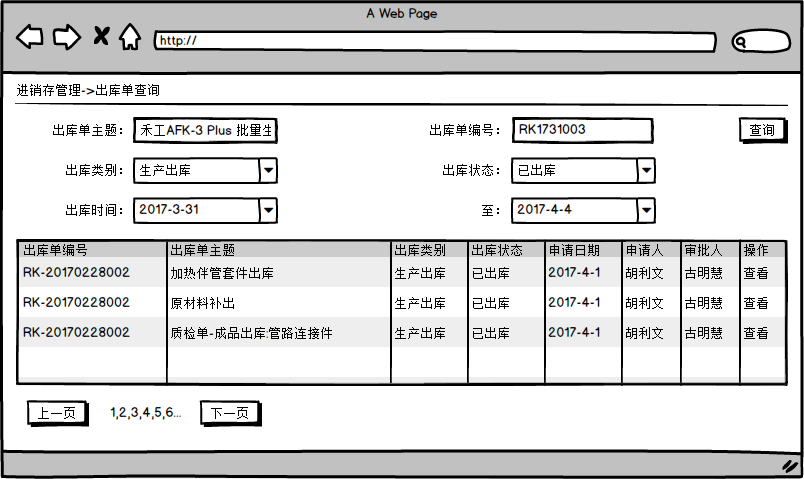 A Web Page
http://
进销存管理->出库单查询
出库单主题： 禾工AFK-3 Plus 批量生 出库单编号： RK1731003 查询
出库类别： 生产出库 出库状态： 已出库
出库时间： 2017-3-31 至： 2017-4-4
出库单编号 出库单主题 出库类别 出库状态 申请日期 申请人 审批人 操作
RK-20170228002 加热伴管套件出库 生产出库 已出库 2017-4-1 胡利文 古明慧 查看
RK-20170228002 原材料补出 生产出库 已出库 2017-4-1 胡利文 古明慧 查看
RK-20170228002 质检单-成品出库:管路连接件 生产出库 已出库 2017-4-1 胡利文 古明慧 查看
上一页 1,2,3,4,5,6... 下一页